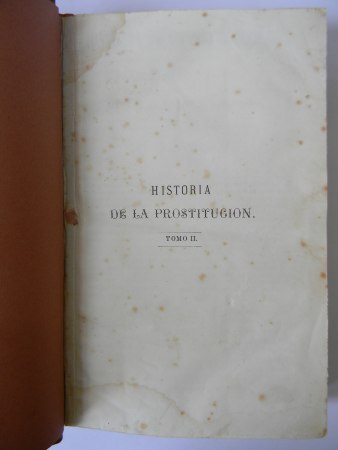 HISTORIA
DE LA PROSTITUCION.
TOMO II.